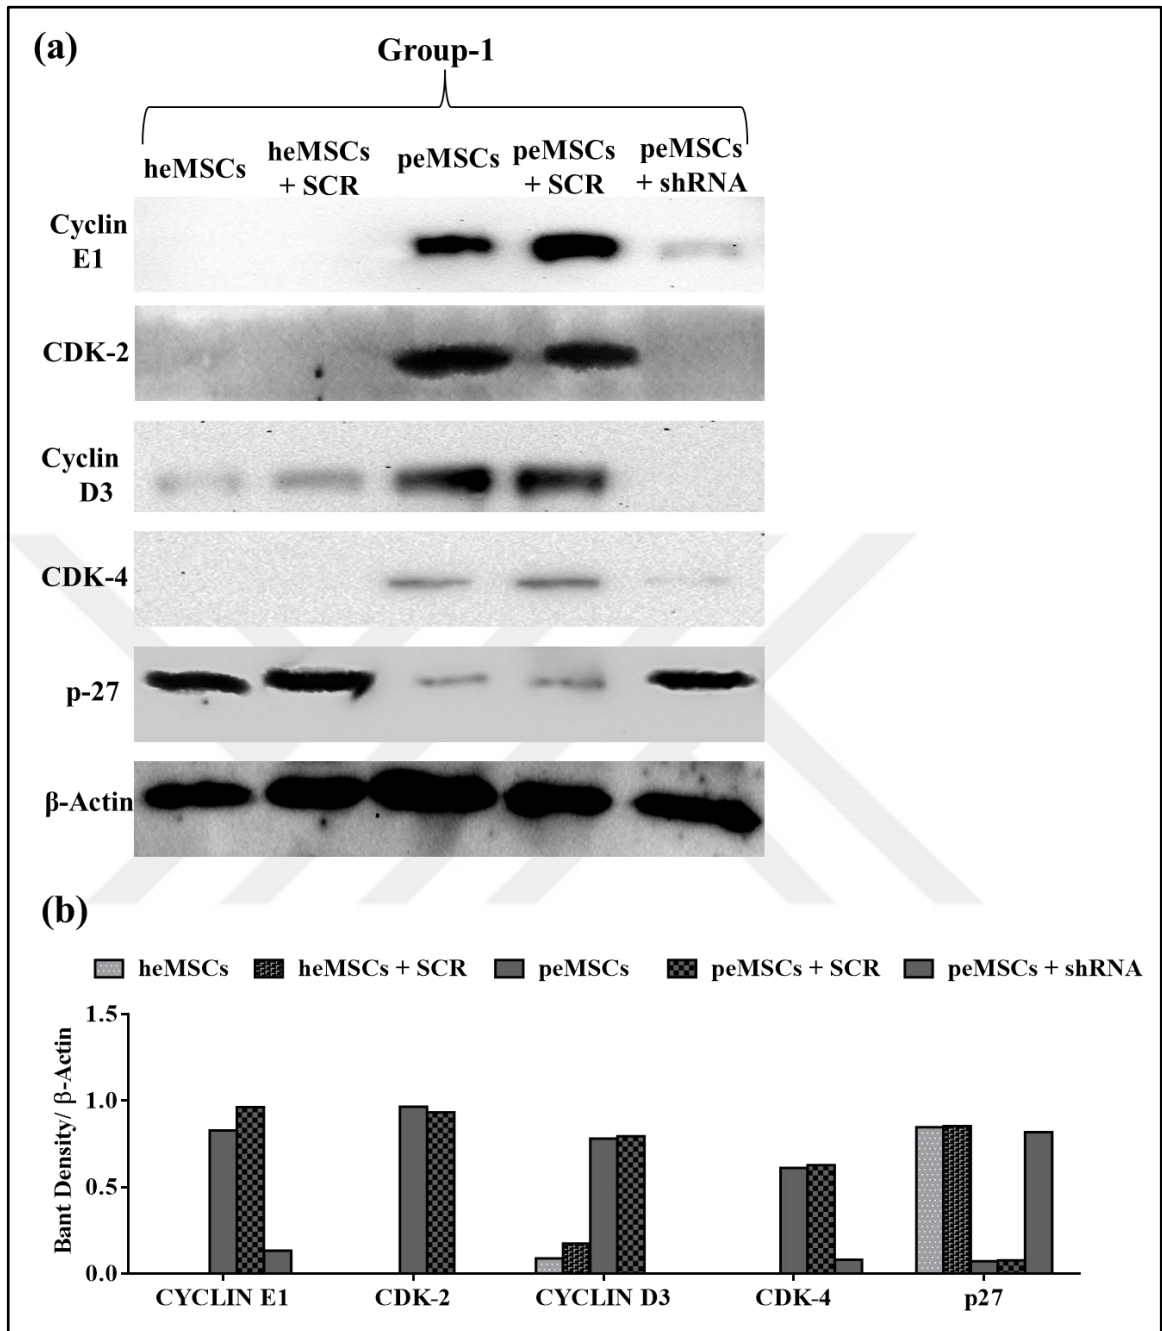 (a)
Group-1
heMSCs
heMSCs
+ SCR
peMSCs
peMSCs
+ SCR
peMSCs
+ shRNA
Cyclin
E1
CDK-2
Cyclin
D3
CDK-4
p-27
β-Actin
(b)
heMSCs heMSCs + SCR peMSCs peMSCs + SCR peMSCs + shRNA
Bant Density/ β-Actin
1.5
1.0
0.5
0.0
CYCLIN E1 CDK-2 CYCLIN D3 CDK-4 p27